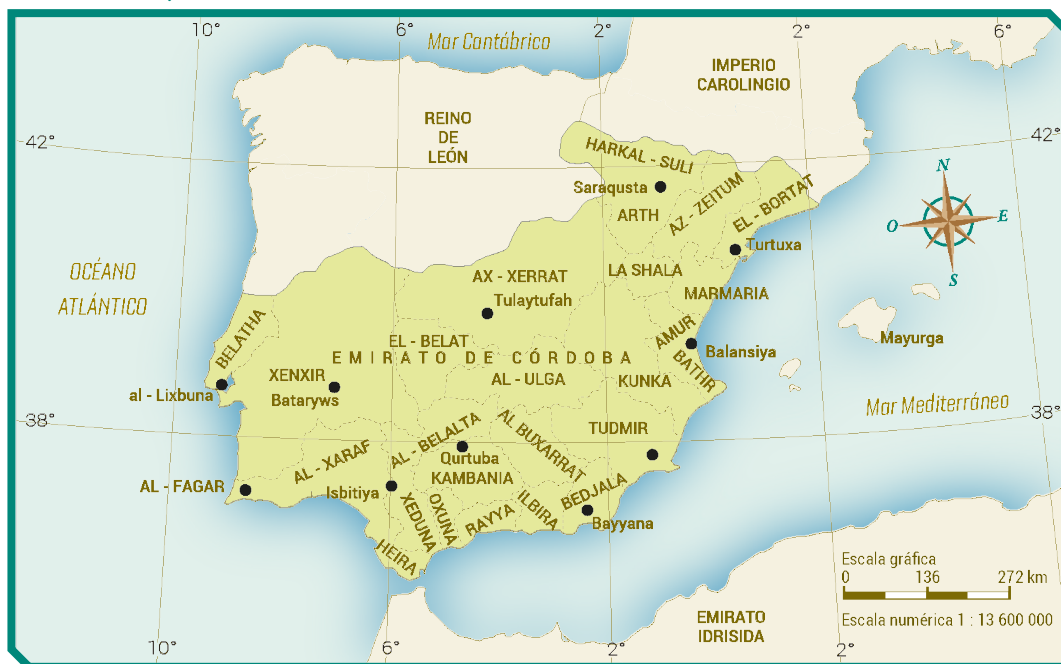 10°
6°
2°
2°
6°
Mar Cantábrico
IMPERIO
CAROLINGIO
REINO
DE
LEÓN
42°
42°
HARKAL - SULI
Saraqusta
ARTH
AZ - ZEITUM
EL - BORTAT
Turtuxa
N
O
E
S
OCÉANO
ATLÁNTICO
AX - XERRAT
Tulaytufah
LA SHALA
MARMARIA
BELATHA
EL - BELAT
AMUR
Mayurga
EMIRATO DE CÓRDOBA
Balansiya
BATHR
XENXIR
Bataryws
AL - ULGA
KUNKA
al - Lixbuna
Mar Mediterráneo
38°
38°
AL - XARAF
AL - BELALTA
AL BUXARRAT
TUDMIR
Qurtuba
KAMBANIA
AL - FAGAR
Isbitiya
XEDUNA
OXUNA
RAYYA
ILBIRA
BEDJALA
Bayyana
HEIRA
Escala gráfica
0 136 272 km
Escala numérica 1 : 13 600 000
EMIRATO
IDRISIDA
10°
6°
2°
2°